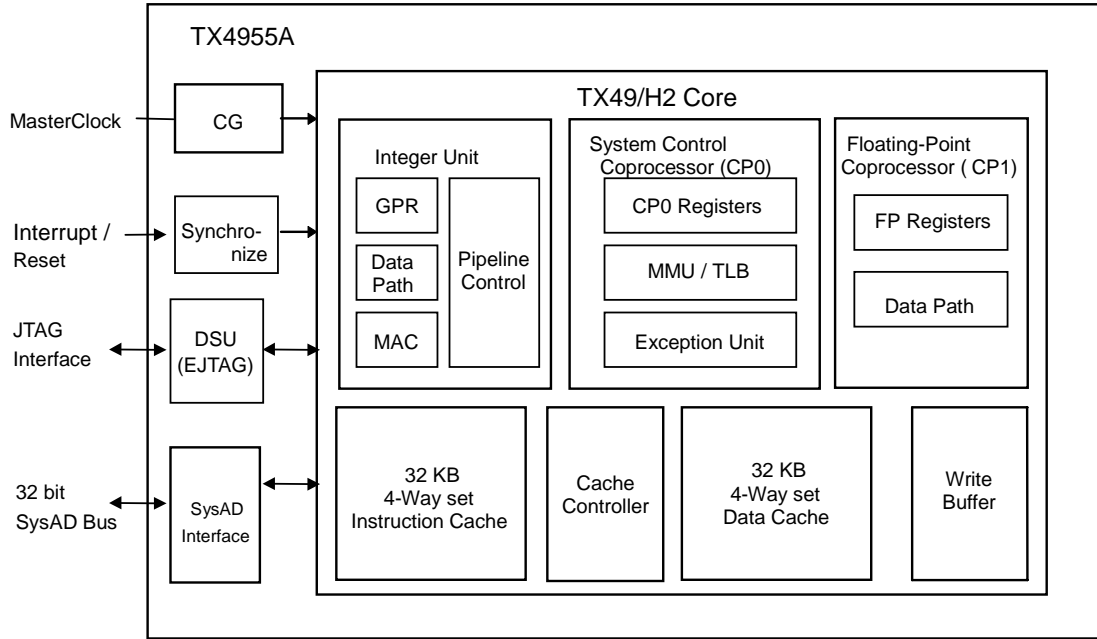 TX4955A
TX49/H2 Core
MasterClock
CG
Interrupt /
Reset
Synchro-
nize
JTAG
Interface
DSU
(EJTAG)
32 bit
SysAD Bus
SysAD
Interface
Integer Unit
GPR
Data
Path
MAC
Pipeline
Control
System Control
Coprocessor (CP0)
CP0 Registers
MMU / TLB
Exception Unit
Floating-Point
Coprocessor ( CP1)
FP Registers
Data Path
32 KB
4-Way set
Instruction Cache
Cache
Controller
32 KB
4-Way set
Data Cache
Write
Buffer